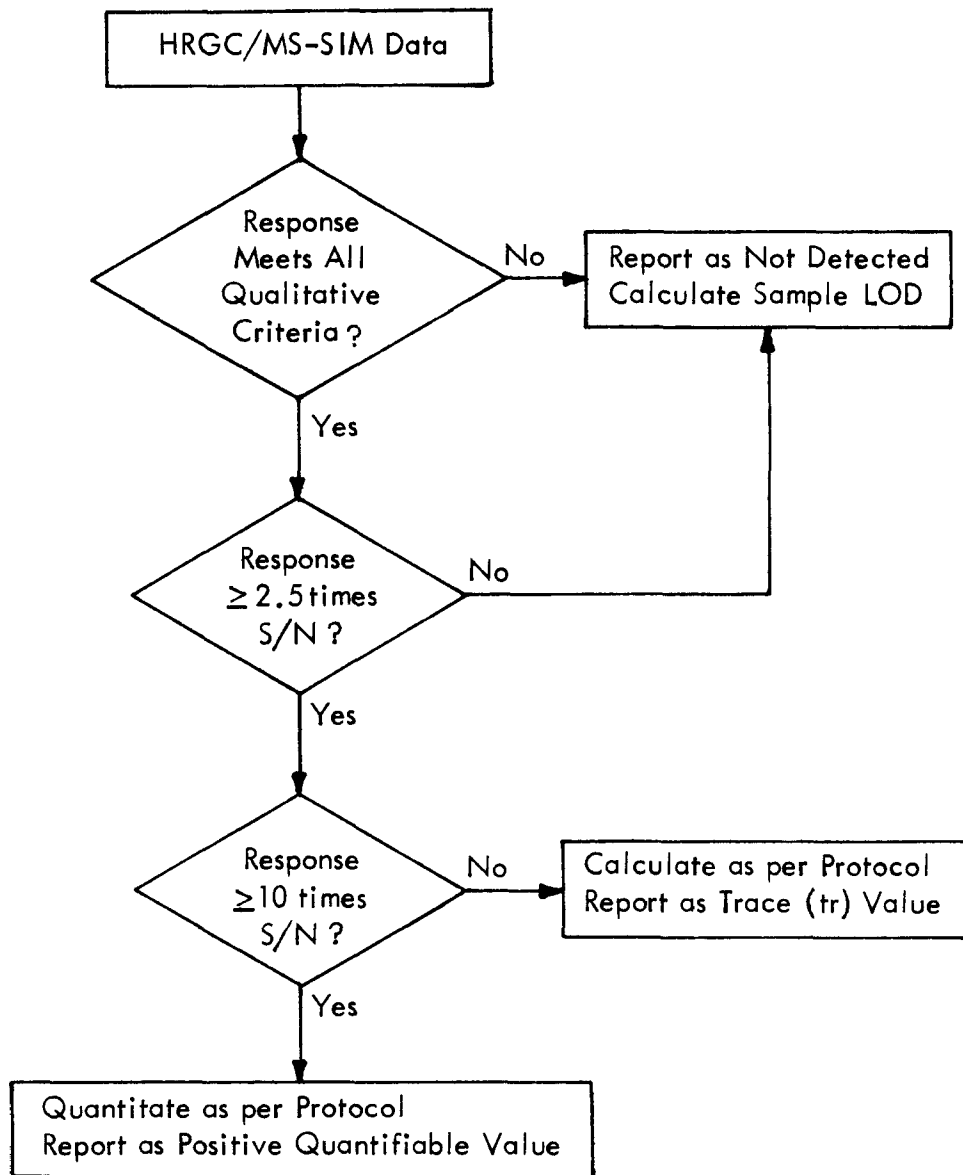 HRGC/MS-SIM Data
Response
Meets All
Qualitative
Criteria?
No
Report as Not Detected
Calculate Sample LOD
Yes
Response
≥2.5 times
S/N?
No
Yes
Response
≥10 times
S/N?
No
Calculate as per Protocol
Report as Trace (tr) Value
Yes
Quantitate as per Protocol
Report as Positive Quantifiable Value